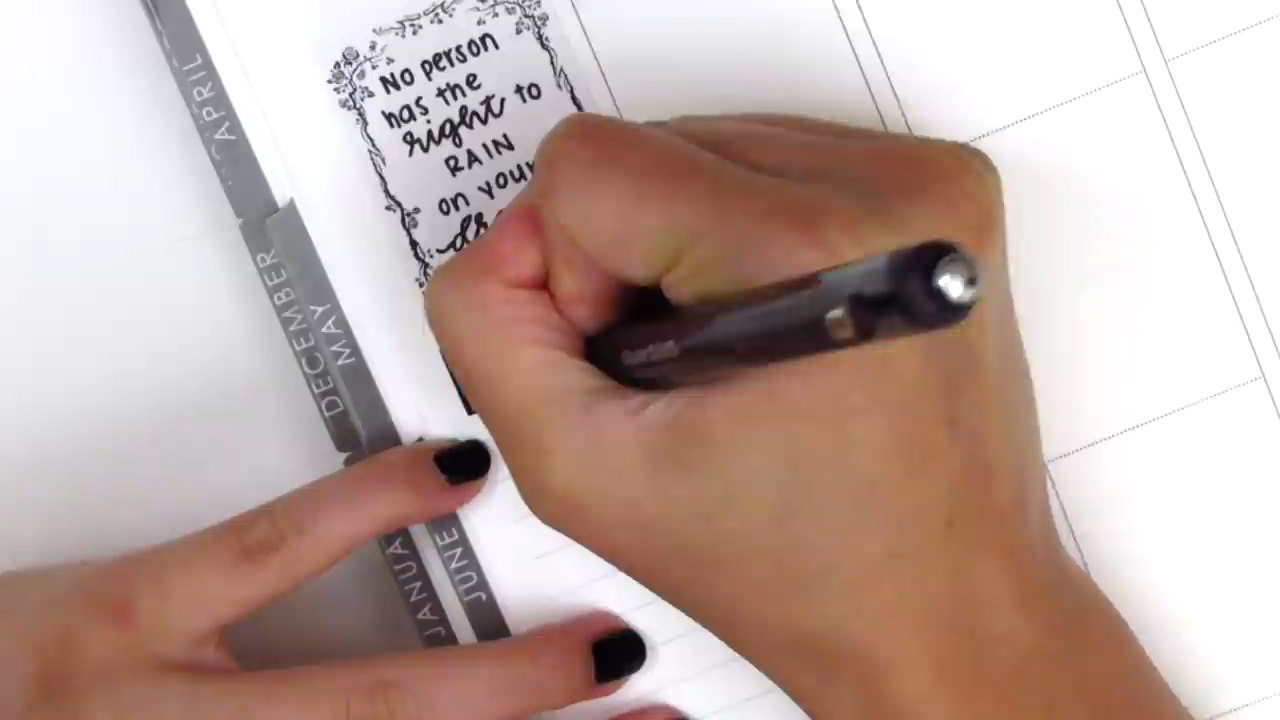 No person
has the
right to
RAIN
on your
APRIL
DECEMBER
MAY
JANUA
JUNE